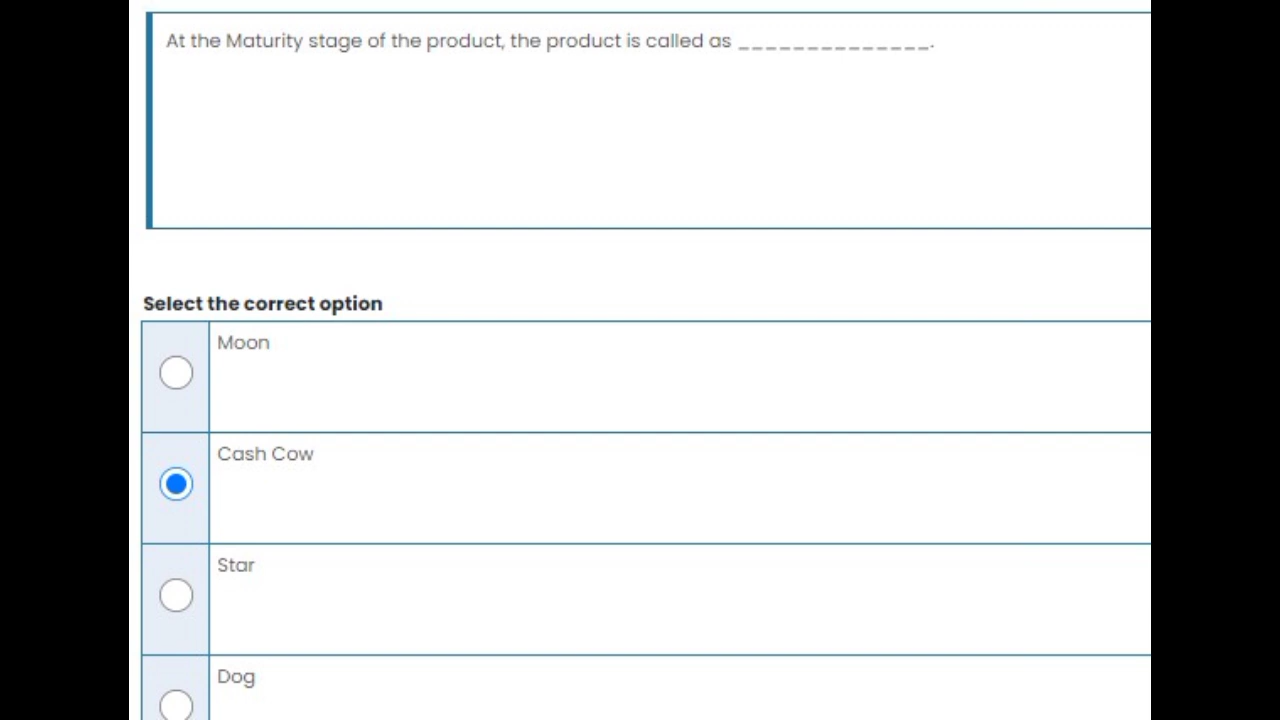 At the Maturity stage of the product, the product is called as ______________.
Select the correct option
Moon
Cash Cow
Star
Dog